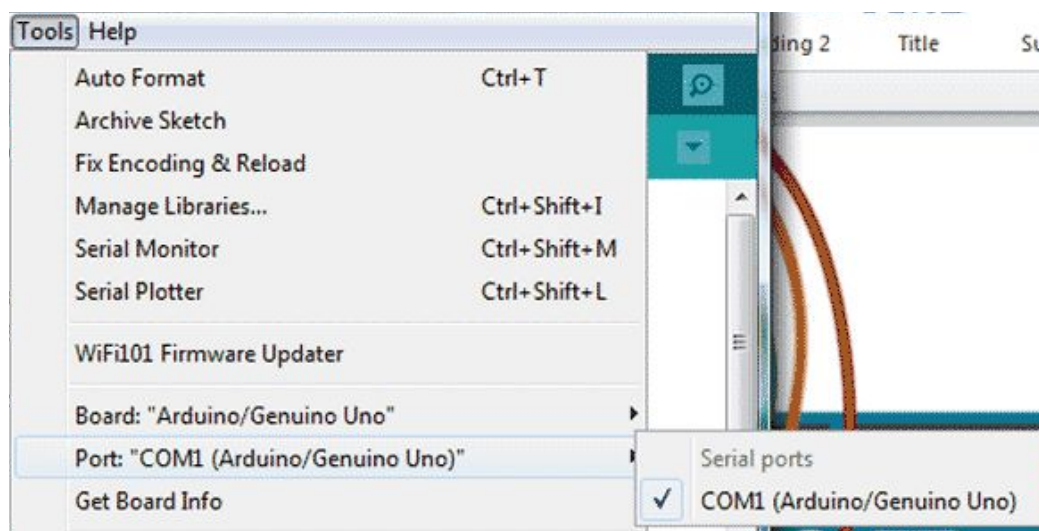 Tools Help
ding 2 Title Su
Auto Format Ctrl+T
Archive Sketch
Fix Encoding & Reload
Manage Libraries... Ctrl+Shift+I
Serial Monitor Ctrl+Shift+M
Serial Plotter Ctrl+Shift+L
WiFi101 Firmware Updater
Board: "Arduino/Genuino Uno"
Port: "COM1 (Arduino/Genuino Uno)"
Serial ports
Get Board Info
COM1 (Arduino/Genuino Uno)